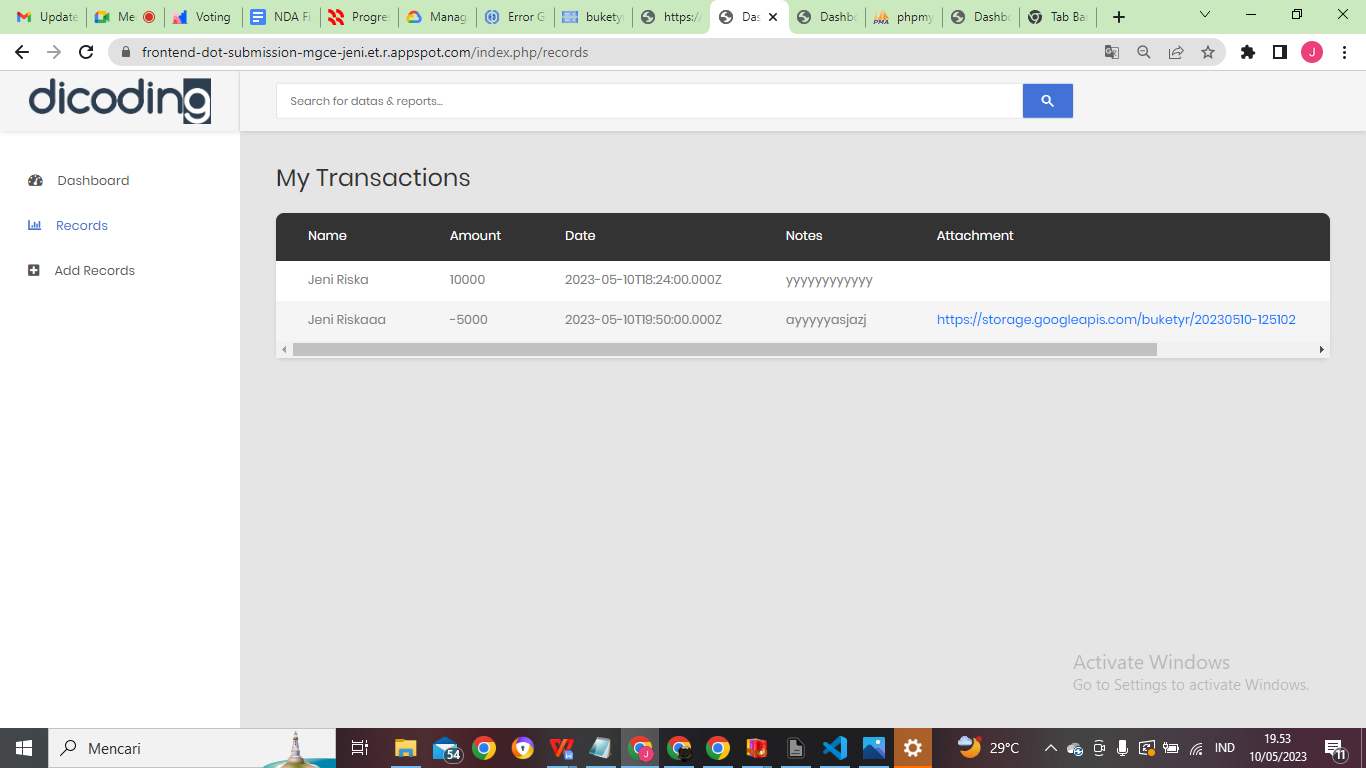 Update
Me
Voting
NDA Fi
Progre
Manag
Error G
bukety
https:/
Das
Dashbo
phpmy
Dashbo
Tab Ba
frontend-dot-submission-mgce-jeni.et.r.appspot.com/index.php/records
J
dicoding
Search for datas & reports...
Dashboard
Records
Add Records
My Transactions
Name Amount Date Notes Attachment
Jeni Riska 10000 2023-05-10T18:24:00.000Z yyyyyyyyyyyy
Jeni Riskaaa -5000 2023-05-10T19:50:00.000Z ayyyyyasjazj https://storage.googleapis.com/buketyr/20230510-125102
Activate Windows
Go to Settings to activate Windows.
Mencari
54
29°C
IND
19.53
10/05/2023
11